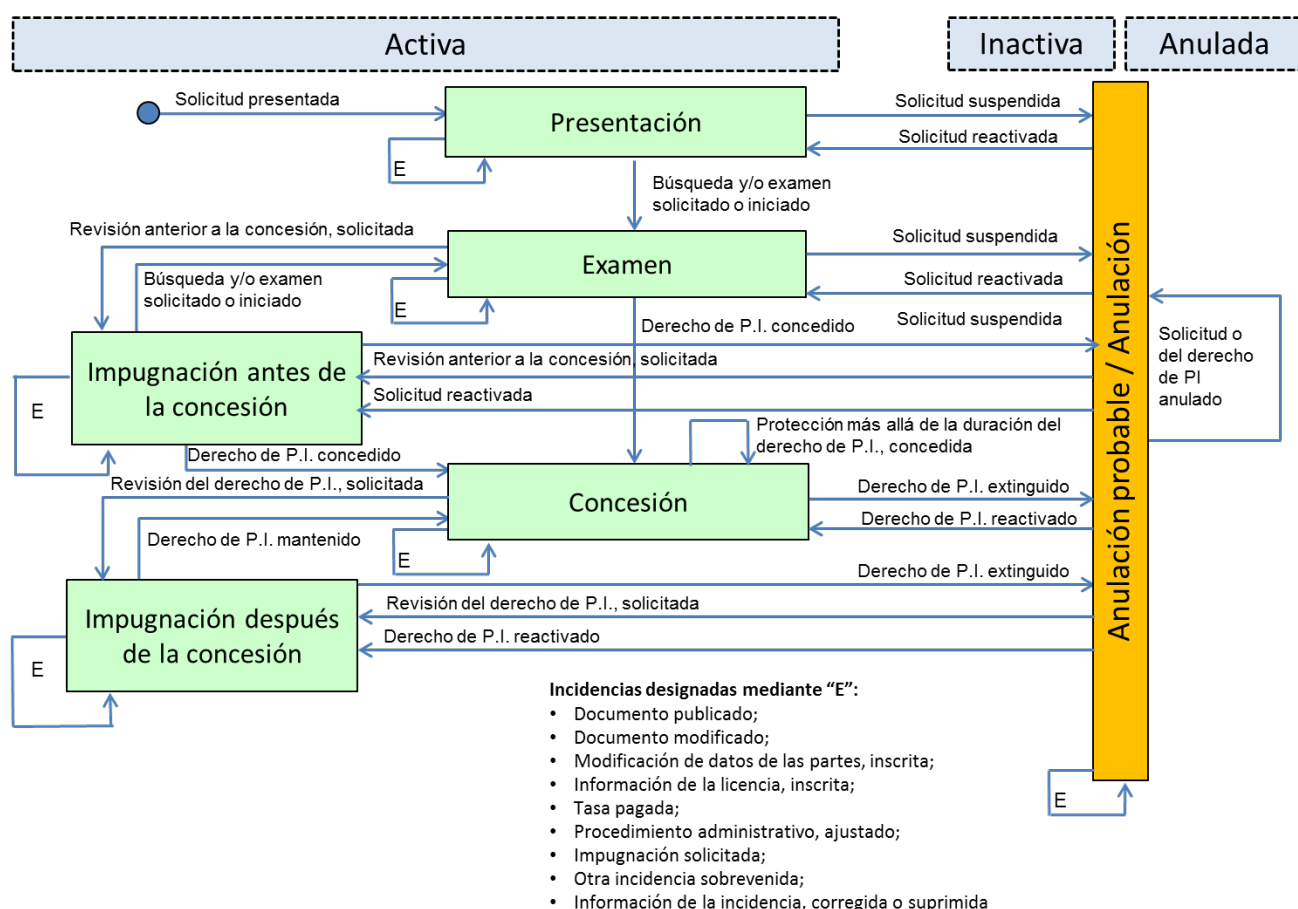 Activa
Inactiva
Anulada
Solicitud presentada
Presentación
Solicitud suspendida
Solicitud reactivada
E
Búsqueda y/o examen
solicitado o iniciado
Revisión anterior a la concesión, solicitada
Examen
Solicitud suspendida
Búsqueda y/o examen
solicitado o iniciado
E
Solicitud reactivada
Derecho de P.I. concedido
Solicitud suspendida
Impugnación antes de
la concesión
Revisión anterior a la concesión, solicitada
Solicitud reactivada
E
Solicitud o
del derecho
de PI
anulado
Anulación probable / Anulación
Protección más allá de la duración del
derecho de P.I., concedida
Derecho de P.I. concedido
Revisión del derecho de P.I., solicitada
Concesión
Derecho de P.I. extinguido
Derecho de P.I. reactivado
Derecho de P.I. mantenido
E
Derecho de P.I. extinguido
Impugnación después
de la concesión
Revisión del derecho de P.I., solicitada
Derecho de P.I. reactivado
E
Incidencias designadas mediante “E”:
• Documento publicado;
• Documento modificado;
• Modificación de datos de las partes, inscrita;
• Información de la licencia, inscrita;
• Tasa pagada;
• Procedimiento administrativo, ajustado;
• Impugnación solicitada;
• Otra incidencia sobrevenida;
• Información de la incidencia, corregida o suprimida
E